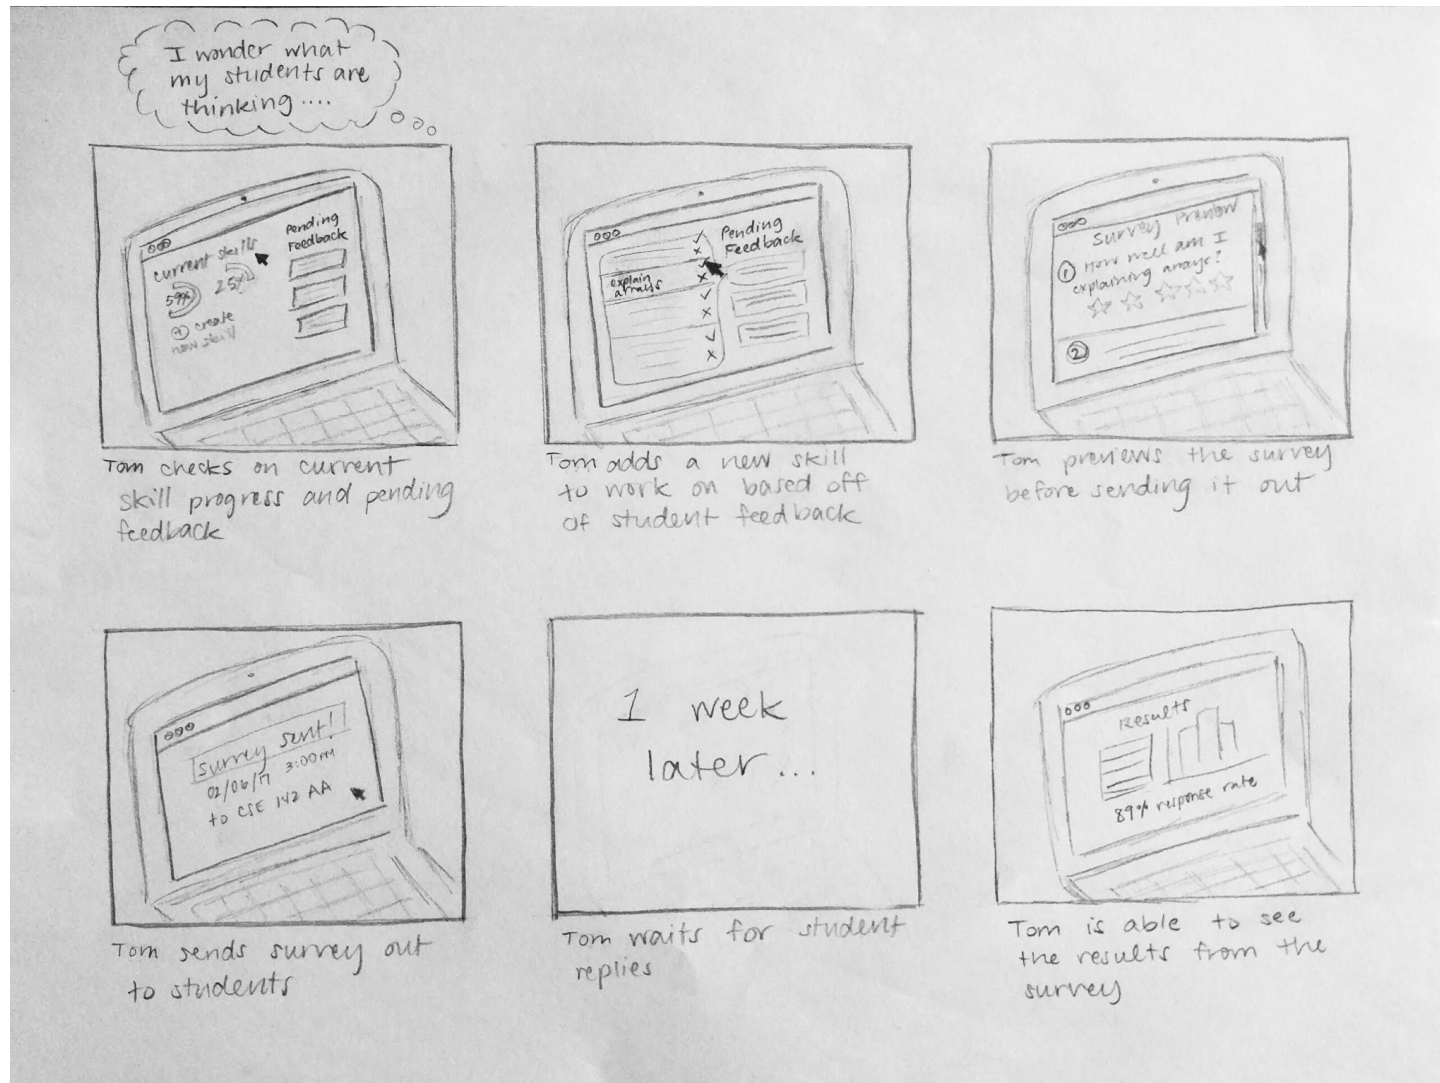 I wonder what
my students are
thinking....
current skills
59%
25%
+ create
new skill
Pending
Feedback
Tom checks on current
skill progress and pending
feedback
explain
arrays
Pending
Feedback
Tom adds a new skill
to work on based off
of student feedback
Survey Preview
1 How well am I
explaining arrays?
2
Tom previews the survey
before sending it out
survey sent!
02/06/17 3:00pm
to CSE 142 AA
Tom sends survey out
to students
1 week
later...
Tom waits for student
replies
Results
89% response rate
Tom is able to see
the results from the
survey